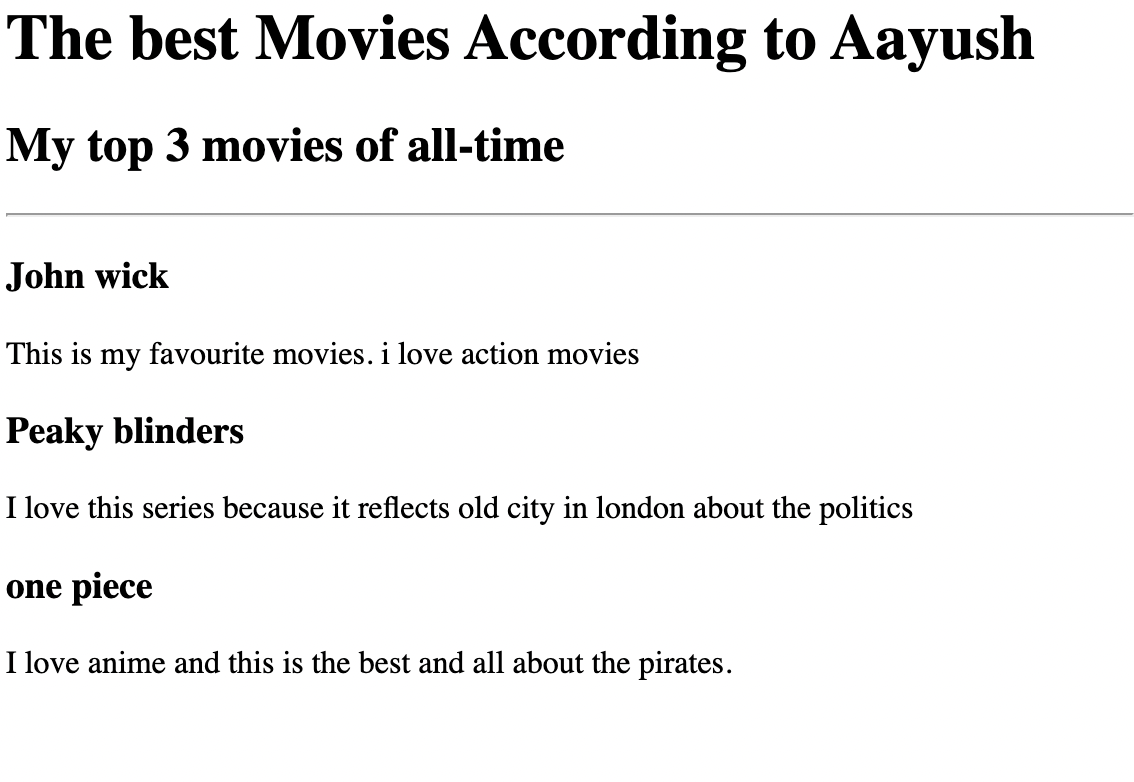 The best Movies According to Aayush
My top 3 movies of all-time
John wick
This is my favourite movies. i love action movies
Peaky blinders
I love this series because it reflects old city in london about the politics
one piece
I love anime and this is the best and all about the pirates.